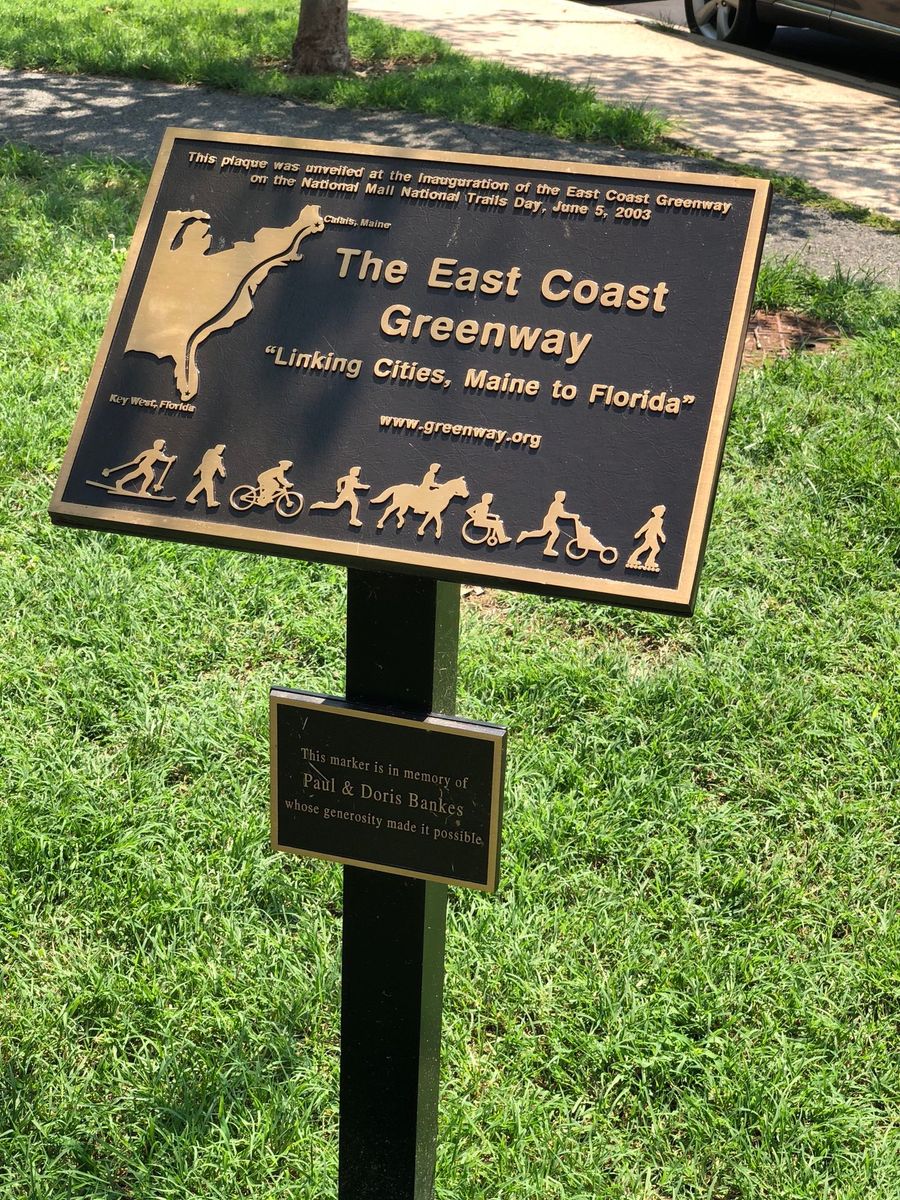 This plaque was unveiled at the Inauguration of the East Coast Greenway
on the National Mall National Trails Day, June 5, 2003
Calais, Maine
The East Coast
Greenway
"Linking Cities, Maine to Florida"
Key West, Florida
www.greenway.org
This marker is in memory of
Paul & Doris Bankes
whose generosity made it possible